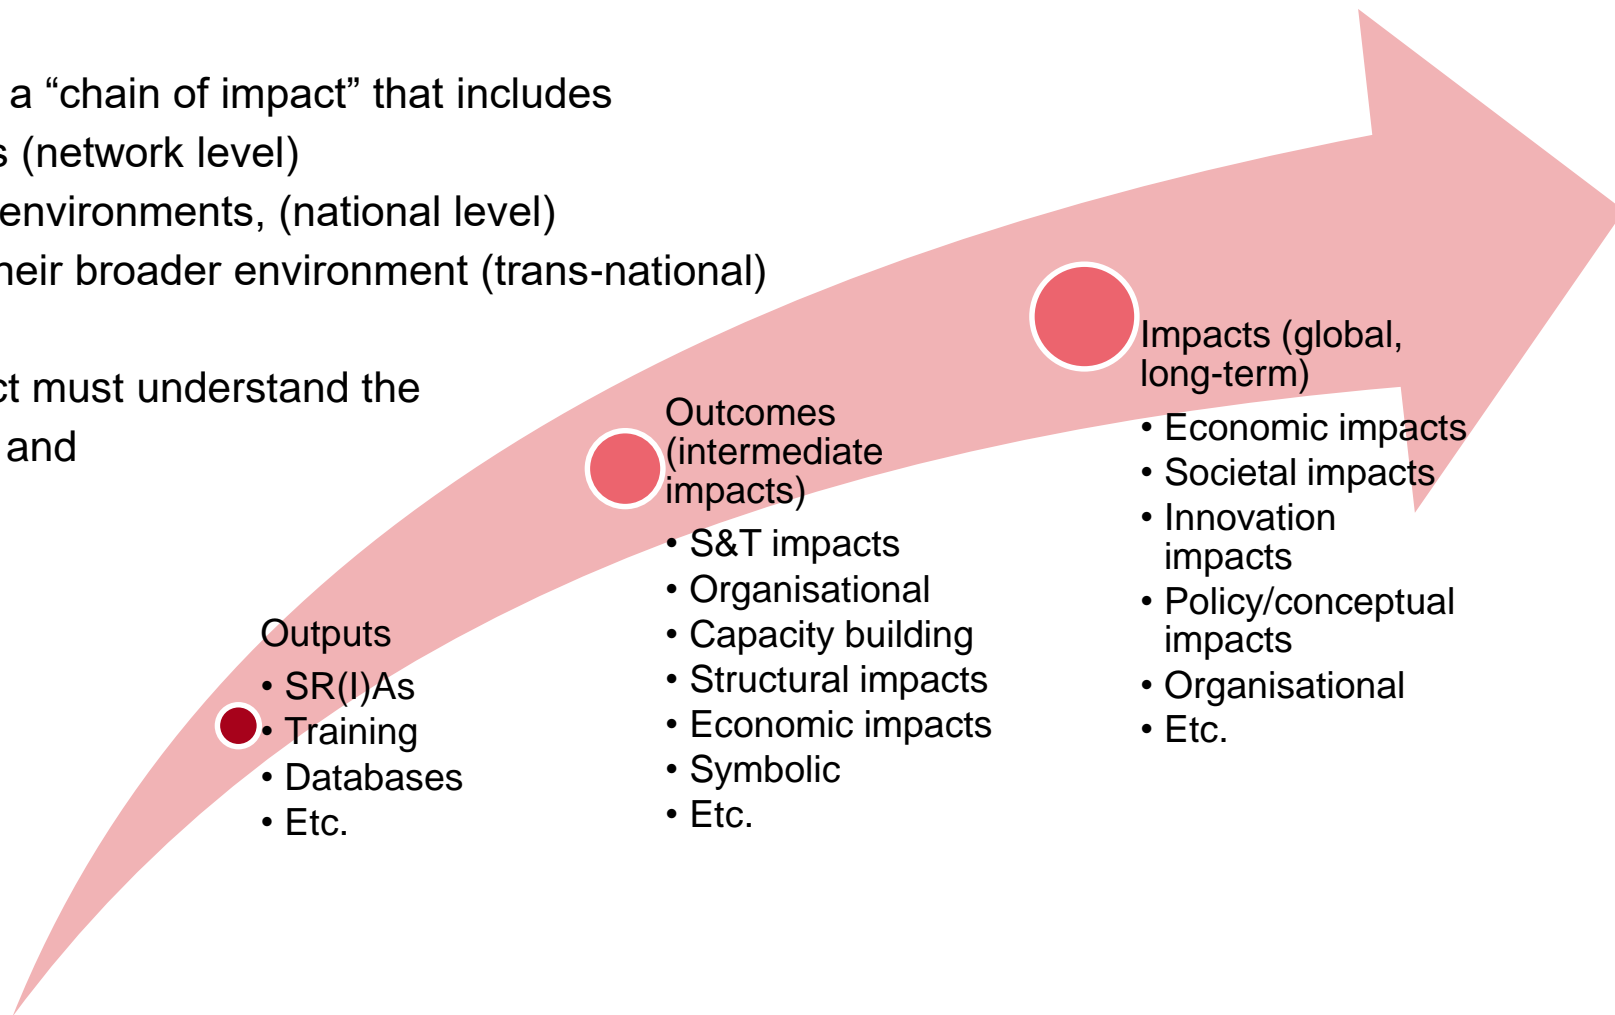 a “chain of impact” that includes
s (network level)
environments, (national level)
heir broader environment (trans-national)
ct must understand the
and
Outputs
• SR(I)As
• Training
• Databases
• Etc.
Outcomes
(intermediate
impacts)
• S&T impacts
• Organisational
• Capacity building
• Structural impacts
• Economic impacts
• Symbolic
• Etc.
Impacts (global,
long-term)
• Economic impacts
• Societal impacts
• Innovation
impacts
• Policy/conceptual
impacts
• Organisational
• Etc.